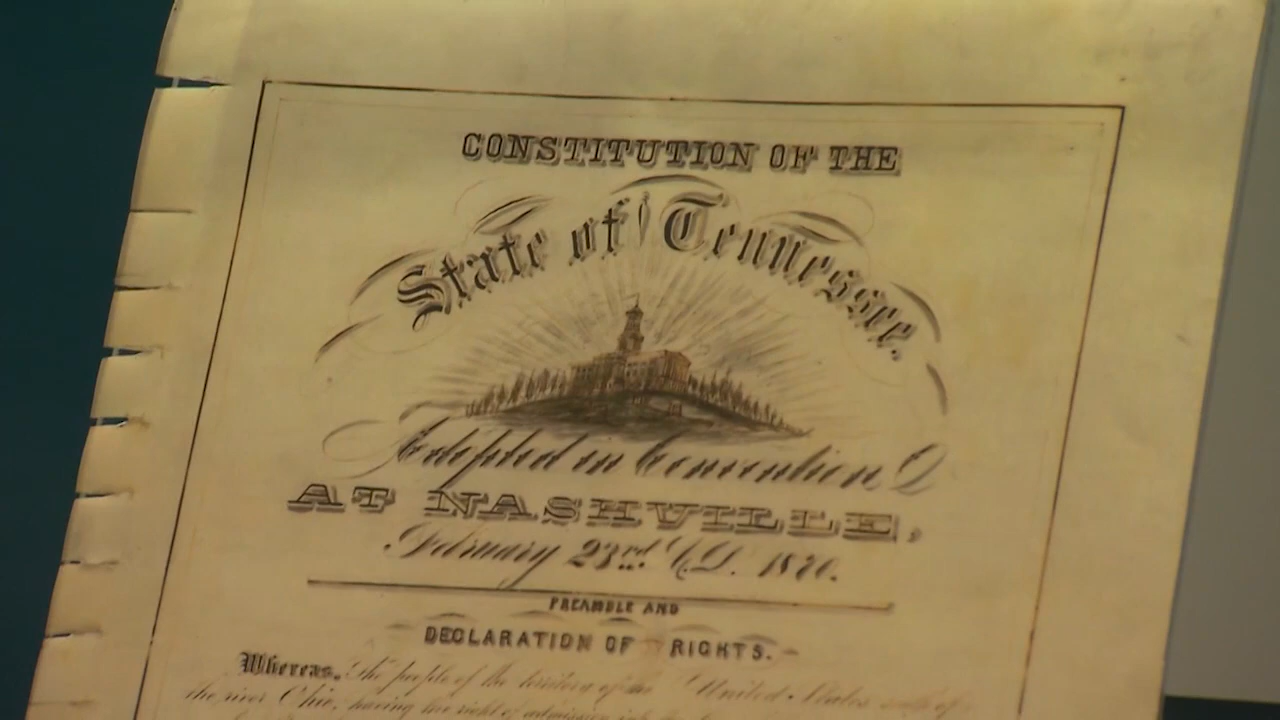 CONSTITUTION OF THE
State of Tennessee.
Adopted in Convention
AT NASHVILLE,
February 23rd A.D. 1870.
PREAMBLE AND
DECLARATION OF RIGHTS.
Whereas, The people of the territory of the United States south of
the river Ohio, having the right of admission into the